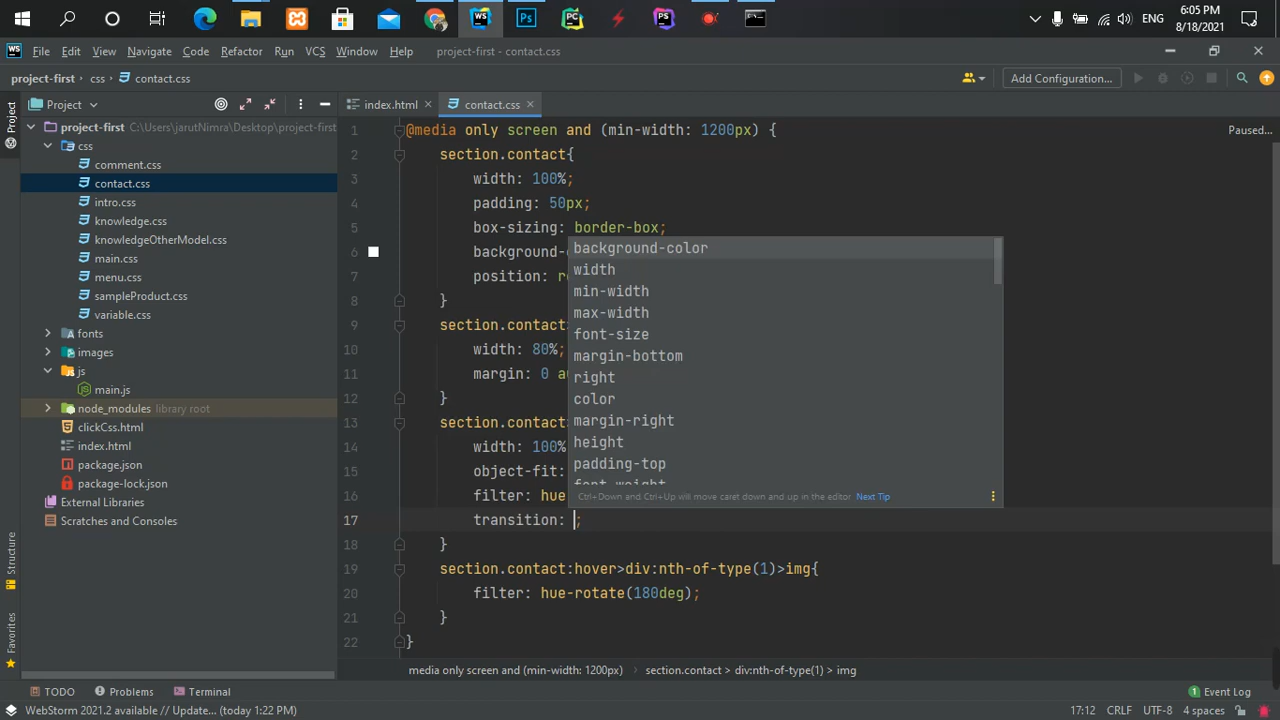 ENG
6:05 PM
8/18/2021
File Edit View Navigate Code Refactor Run VCS Window Help project-first - contact.css
project-first > css > contact.css
Add Configuration...
Project
index.html
contact.css
Paused...
project-first C:\Users\jarutNimra\Desktop\project-first
css
comment.css
contact.css
intro.css
knowledge.css
knowledgeOtherModel.css
main.css
menu.css
sampleProduct.css
variable.css
fonts
images
js
main.js
node_modules library root
clickCss.html
index.html
package.json
package-lock.json
External Libraries
Scratches and Consoles
1 @media only screen and (min-width: 1200px) {
2 section.contact{
3 width: 100%;
4 padding: 50px;
5 box-sizing: border-box;
6 background-
7 position: r
8 }
9 section.contact
10 width: 80%;
11 margin: 0 au
12 }
13 section.contact
14 width: 100%
15 object-fit:
16 filter: hue
17 transition: ;
18 }
19 section.contact:hover>div:nth-of-type(1)>img{
20 filter: hue-rotate(180deg);
21 }
22 }
background-color
width
min-width
max-width
font-size
margin-bottom
right
color
margin-right
height
padding-top
font-weight
Ctrl+Down and Ctrl+Up will move caret down and up in the editor Next Tip
media only screen and (min-width: 1200px) > section.contact > div:nth-of-type(1) > img
Project
Structure
Favorites
TODO Problems Terminal
Event Log
WebStorm 2021.2 available // Update... (today 1:22 PM)
17:12 CRLF UTF-8 4 spaces